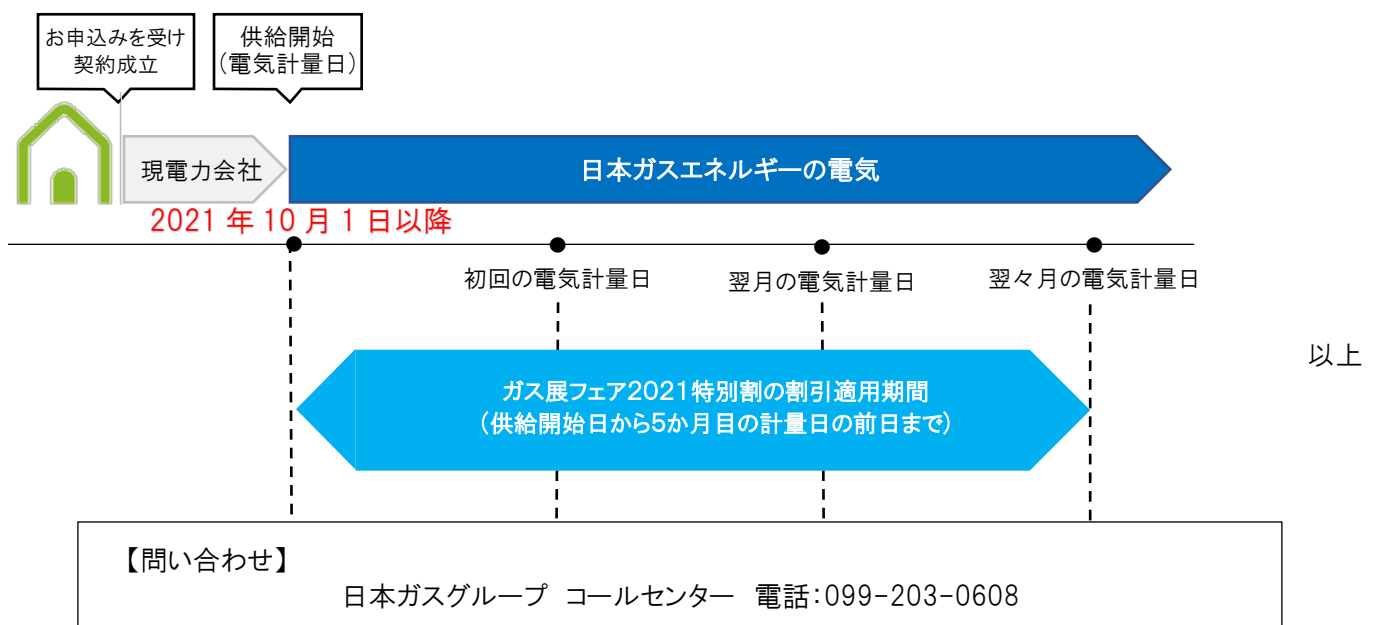 お申込みを受け
契約成立
供給開始
(電気計量日)
現電力会社
日本ガスエネルギーの電気
2021年10月1日以降
初回の電気計量日
翌月の電気計量日
翌々月の電気計量日
以上
ガス展フェア2021特別割の割引適用期間
(供給開始日から5か月目の計量日の前日まで)
【問い合わせ】
日本ガスグループ コールセンター 電話:099-203-0608